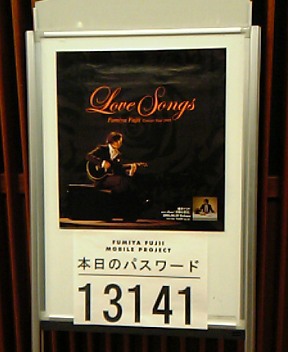 Love Songs
Fumiya Fujii
FUMIYA FUJII
MOBILE PROJECT
本日のパスワード
13141